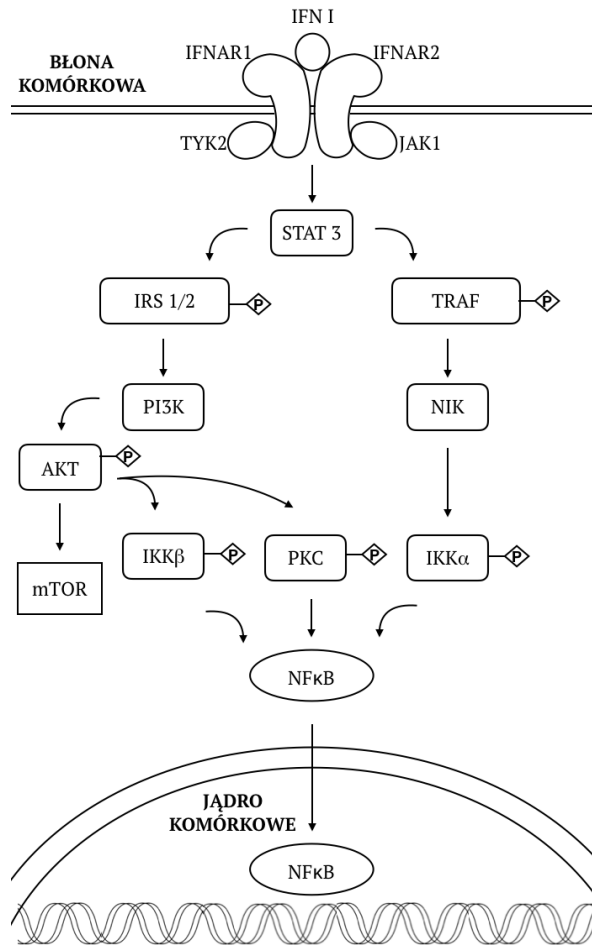 IFN I
IFNAR1
IFNAR2
BŁONA
KOMÓRKOWA
TYK2
JAK1
STAT 3
IRS 1/2
P
TRAF
P
PI3K
NIK
AKT
P
IKKβ
P
PKC
P
IKKα
P
mTOR
NFκB
JĄDRO
KOMÓRKOWE
NFκB